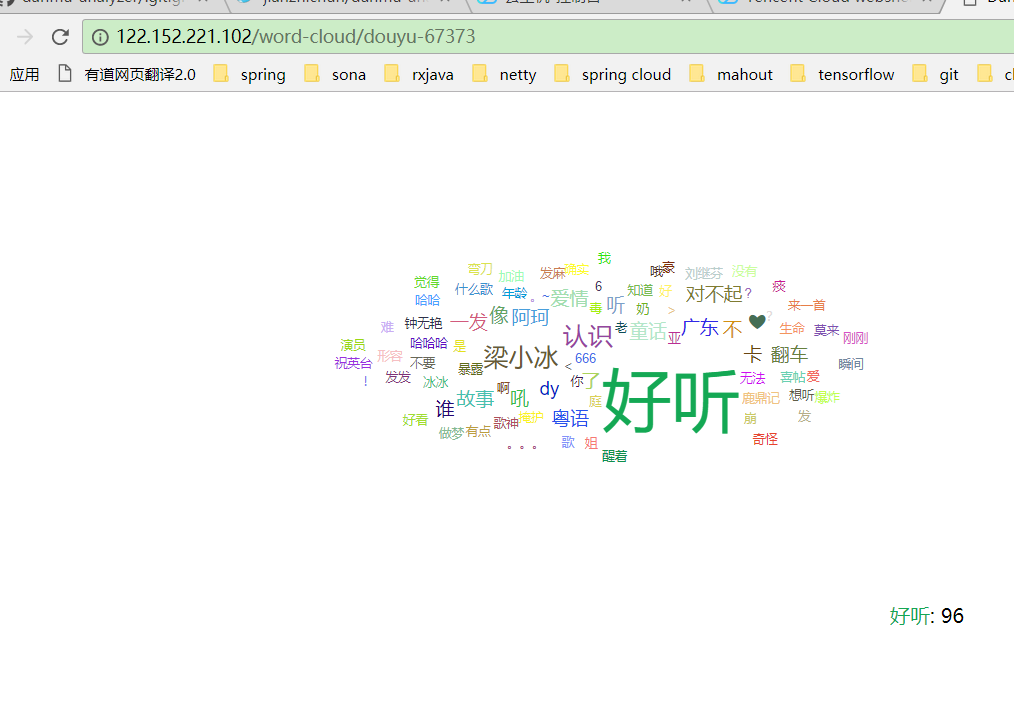 122.152.221.102/word-cloud/douyu-67373
应用 有道网页翻译2.0 spring sona rxjava netty spring cloud mahout tensorflow git
我
弯刀 加油 发麻 确实 哦 豪 刘继芬 没有
觉得 什么歌 年龄 。~ 爱情 6 知道 好 对不起 ? 痰
哈哈 毒 听 奶 > 来一首
难 钟无艳 一发 像 阿珂 认识 老 童话 亚 广东 不 ♥ ? 生命 莫来 刚刚
演员 哈哈哈 是
祝英台 形容 不要 暴露 梁小冰 < 666 卡 翻车 瞬间
! 发发 冰冰 啊 dy 你 了 好听 无法 喜帖 爱
谁 故事 吼 庭 鹿鼎记 想听 爆炸
好看 歌神 掩护 粤语 崩 发
做梦 有点 。。。 歌 姐 奇怪
醒着
好听: 96